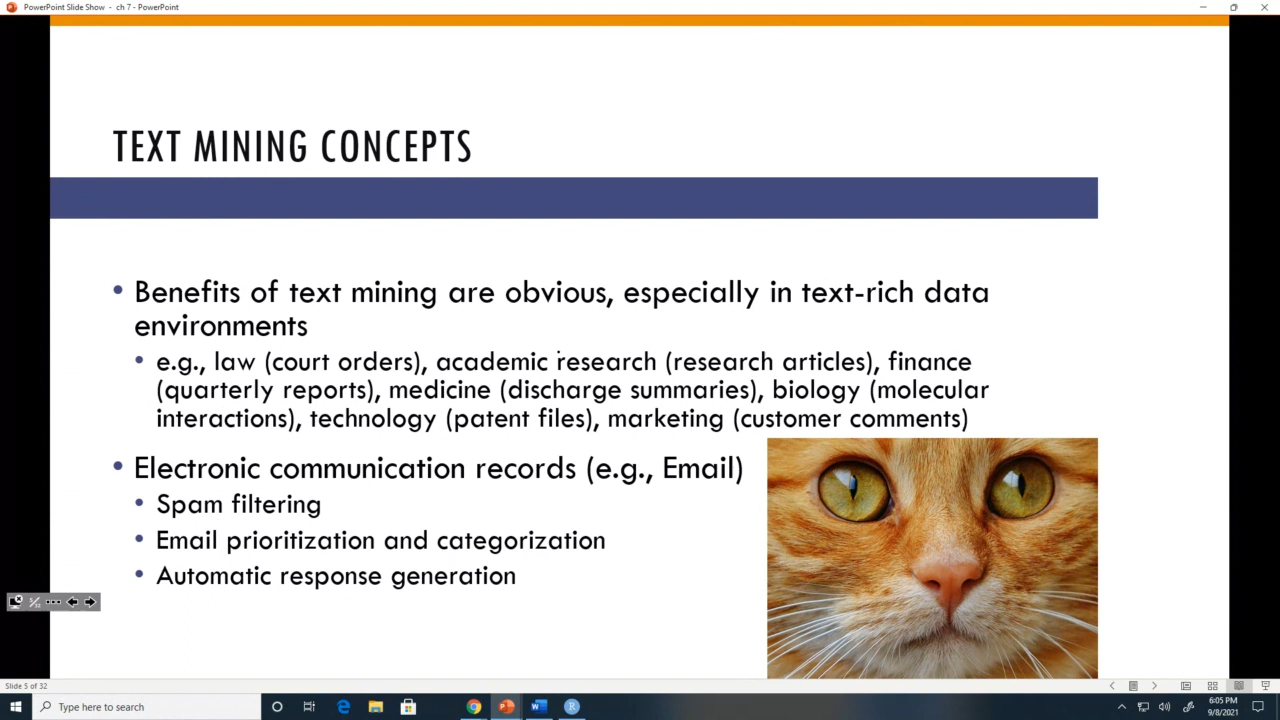 PowerPoint Slide Show - ch 7 - PowerPoint
TEXT MINING CONCEPTS
• Benefits of text mining are obvious, especially in text-rich data
environments
• e.g., law (court orders), academic research (research articles), finance
(quarterly reports), medicine (discharge summaries), biology (molecular
interactions), technology (patent files), marketing (customer comments)
• Electronic communication records (e.g., Email)
• Spam filtering
• Email prioritization and categorization
• Automatic response generation
Slide 5 of 32
Type here to search
6:05 PM
9/8/2021